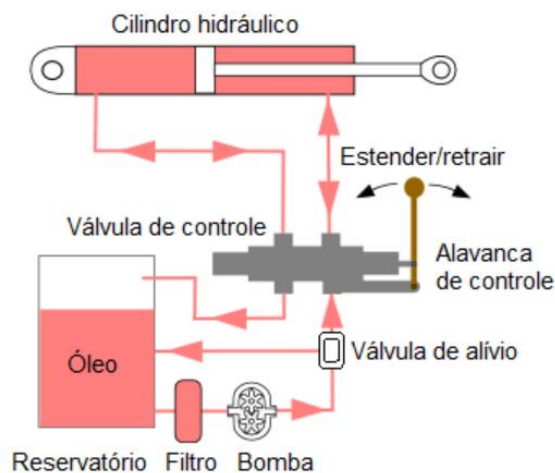 Cilindro hidráulico
Estender/retrair
Válvula de controle
Alavanca
de controle
Óleo
Válvula de alívio
Reservatório Filtro Bomba